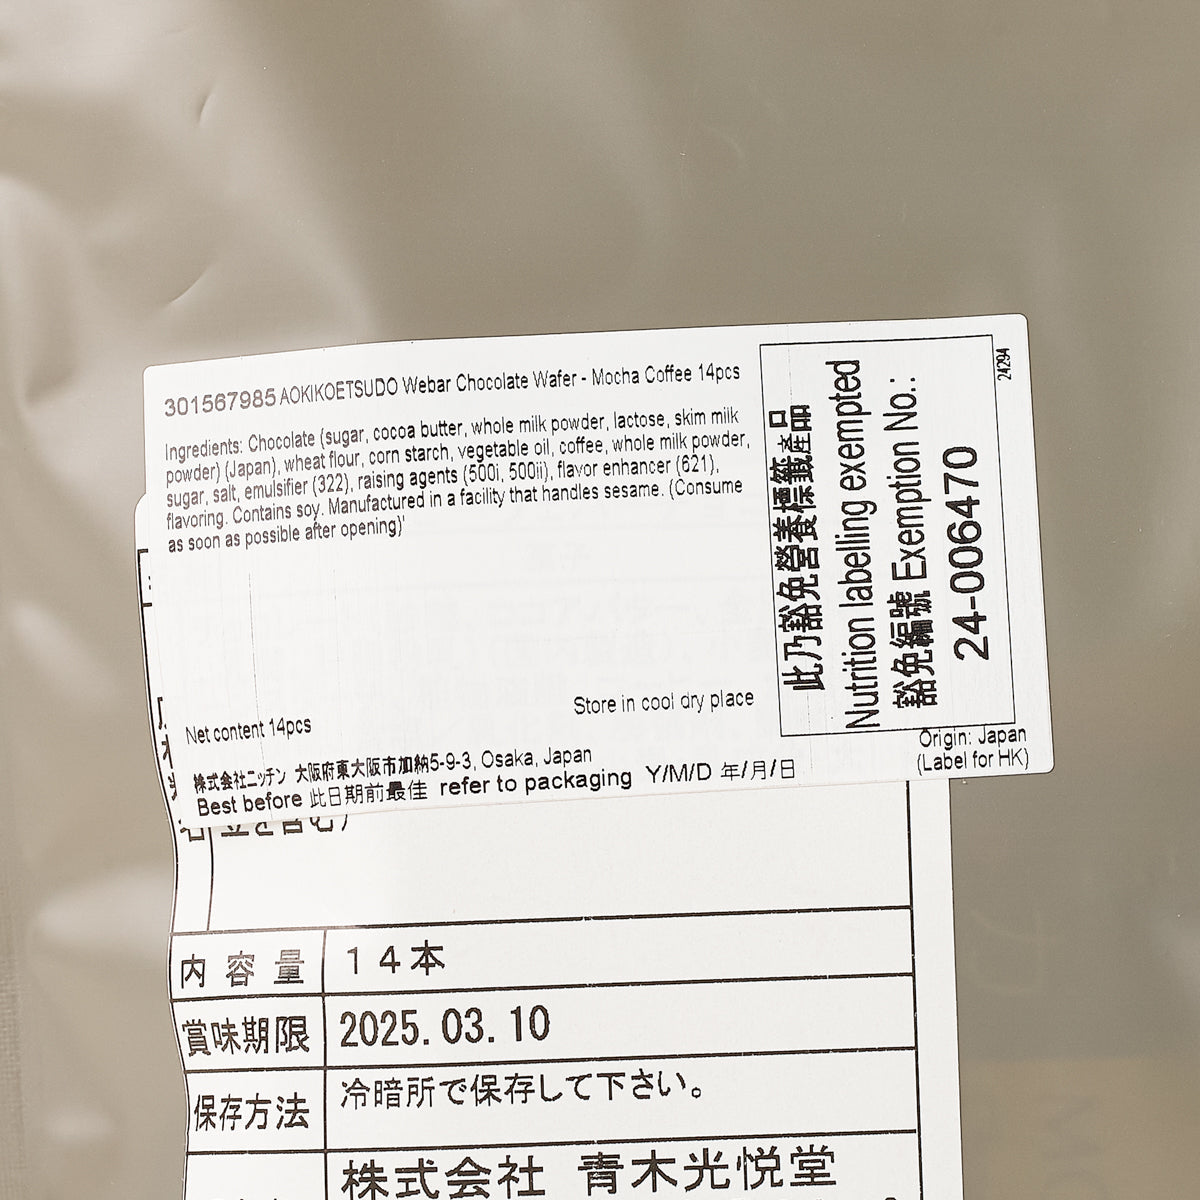 301567985 AOKIKOETSUDO Webar Chocolate Wafer - Mocha Coffee 14pcs
Ingredients: Chocolate (sugar, cocoa butter, whole milk powder, lactose, skim milk
powder) (Japan), wheat flour, corn starch, vegetable oil, coffee, whole milk powder,
sugar, salt, emulsifier (322), raising agents (500i, 500ii), flavor enhancer (621),
flavoring. Contains soy. Manufactured in a facility that handles sesame. (Consume
as soon as possible after opening)'
Store in cool dry place
Net content 14pcs
株式会社ニッチン 大阪府東大阪市加納5-9-3, Osaka, Japan
Best before 此日期前最佳 refer to packaging Y/M/D 年/月/日
此乃豁免營養標籤產品
Nutrition labelling exempted
豁免編號 Exemption No.:
24-006470
24294
Origin: Japan
(Label for HK)
内容量 14本
賞味期限 2025.03.10
保存方法 冷暗所で保存して下さい。
株式会社 青木光悦堂